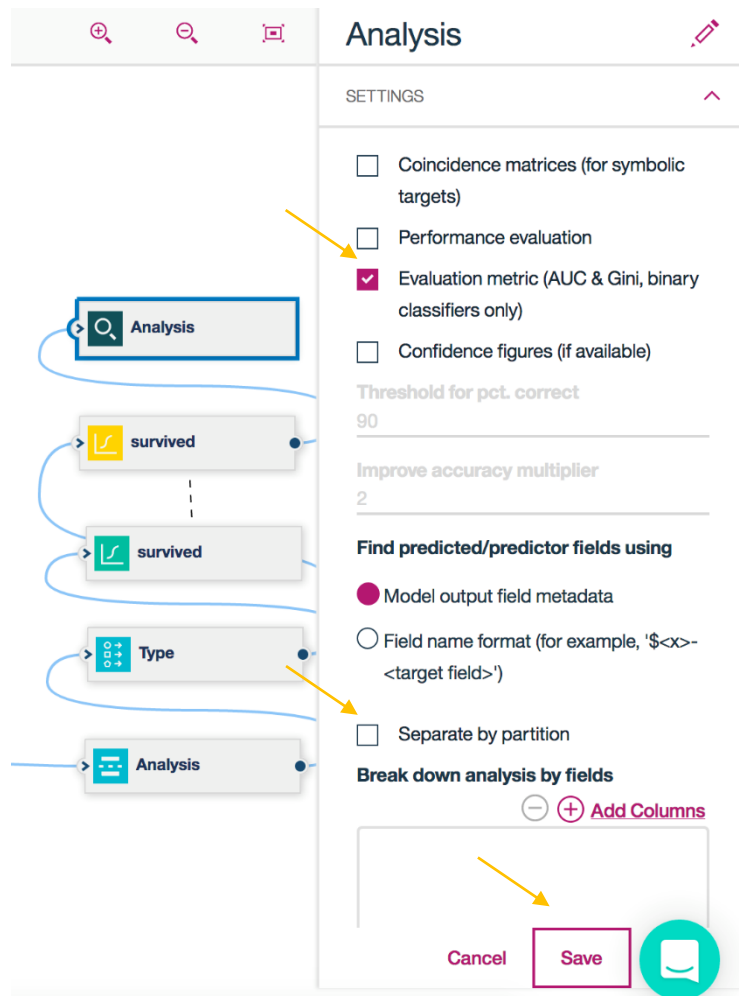 Analysis
SETTINGS
Coincidence matrices (for symbolic
targets)
Performance evaluation
Evaluation metric (AUC & Gini, binary
classifiers only)
Confidence figures (if available)
Threshold for pct. correct
90
Improve accuracy multiplier
2
Find predicted/predictor fields using
Model output field metadata
Field name format (for example, '$<x>-
<target field>')
Separate by partition
Break down analysis by fields
Add Columns
Cancel
Save
Analysis
survived
survived
Type
Analysis